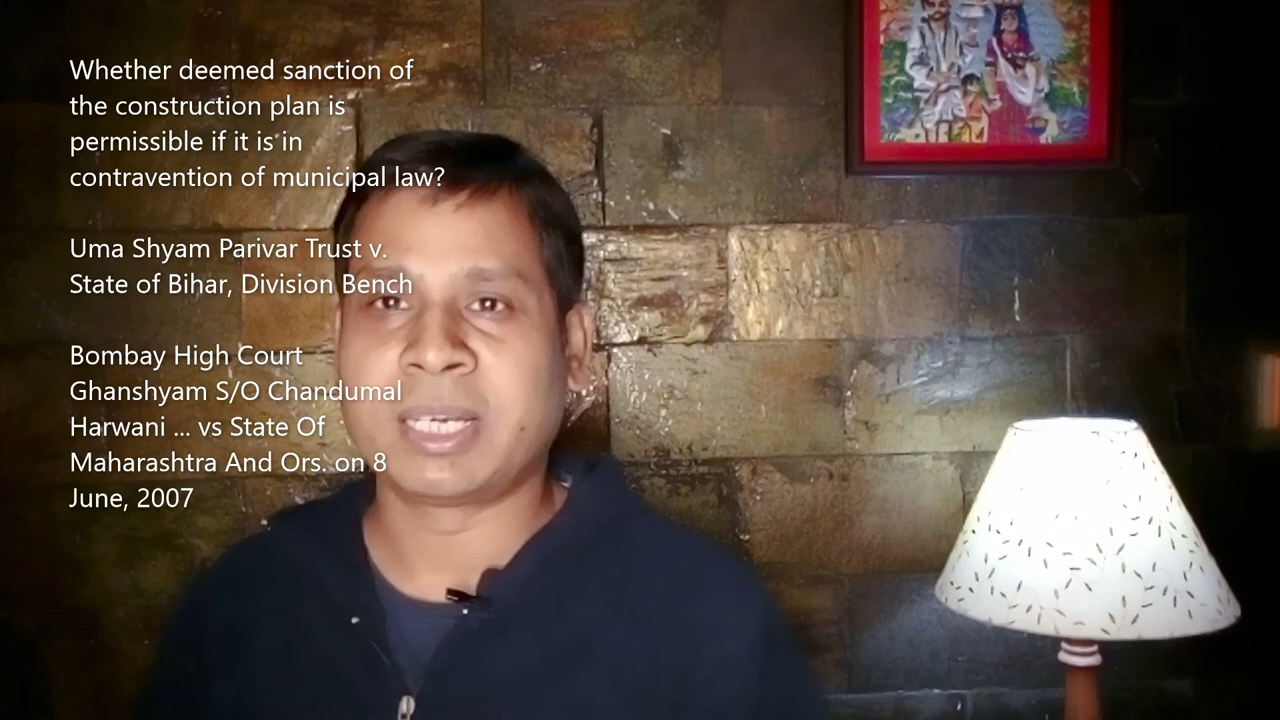 Whether deemed sanction of
the construction plan is
permissible if it is in
contravention of municipal law?
Uma Shyam Parivar Trust v.
State of Bihar, Division Bench
Bombay High Court
Ghanshyam S/O Chandumal
Harwani ... vs State Of
Maharashtra And Ors. on 8
June, 2007